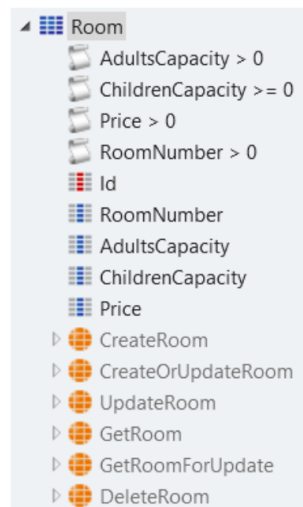 Room
AdultsCapacity > 0
ChildrenCapacity >= 0
Price > 0
RoomNumber > 0
Id
RoomNumber
AdultsCapacity
ChildrenCapacity
Price
CreateRoom
CreateOrUpdateRoom
UpdateRoom
GetRoom
GetRoomForUpdate
DeleteRoom